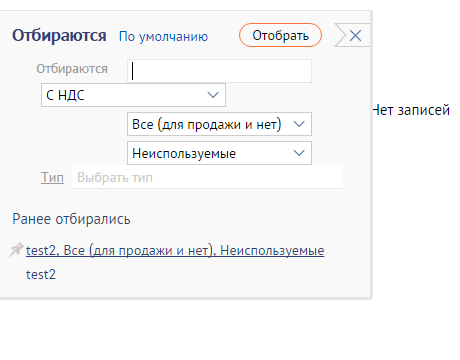 Отбираются По умолчанию Отобрать
Отбираются
С НДС
Нет записей
Все (для продажи и нет)
Неиспользуемые
Тип Выбрать тип
Ранее отбирались
test2, Все (для продажи и нет), Неиспользуемые
test2